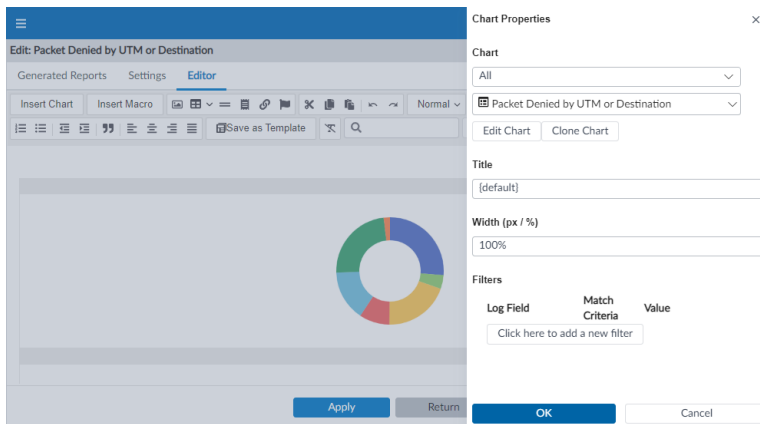 Edit: Packet Denied by UTM or Destination
Generated Reports Settings Editor
Insert Chart Insert Macro Normal
Save as Template
Apply Return
Chart Properties
Chart
All
Packet Denied by UTM or Destination
Edit Chart Clone Chart
Title
{default}
Width (px / %)
100%
Filters
Log Field Match Criteria Value
Click here to add a new filter
OK Cancel